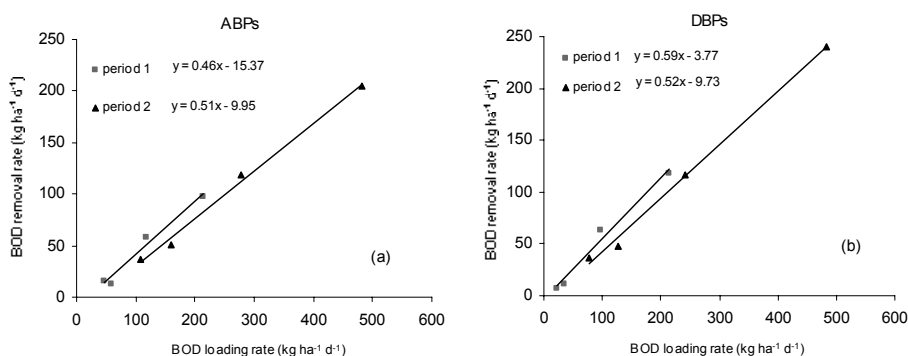 ABPs
250
200
150
100
50
0
BOD removal rate (kg ha⁻¹ d⁻¹)
period 1 y = 0.46x - 15.37
period 2 y = 0.51x - 9.95
(a)
0 100 200 300 400 500 600
BOD loading rate (kg ha⁻¹ d⁻¹)
DBPs
250
200
150
100
50
0
BOD removal rate (kg ha⁻¹ d⁻¹)
period 1 y = 0.59x - 3.77
period 2 y = 0.52x - 9.73
(b)
0 100 200 300 400 500 600
BOD loading rate (kg ha⁻¹ d⁻¹)